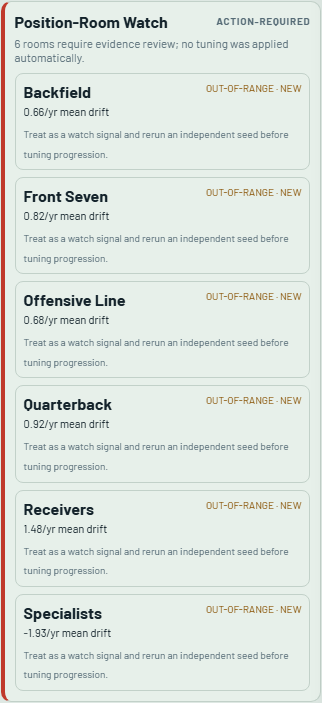 Position-Room Watch
ACTION-REQUIRED
6 rooms require evidence review; no tuning was applied
automatically.
Backfield
OUT-OF-RANGE · NEW
0.66/yr mean drift
Treat as a watch signal and rerun an independent seed before
tuning progression.
Front Seven
OUT-OF-RANGE · NEW
0.82/yr mean drift
Treat as a watch signal and rerun an independent seed before
tuning progression.
Offensive Line
OUT-OF-RANGE · NEW
0.68/yr mean drift
Treat as a watch signal and rerun an independent seed before
tuning progression.
Quarterback
OUT-OF-RANGE · NEW
0.92/yr mean drift
Treat as a watch signal and rerun an independent seed before
tuning progression.
Receivers
OUT-OF-RANGE · NEW
1.48/yr mean drift
Treat as a watch signal and rerun an independent seed before
tuning progression.
Specialists
OUT-OF-RANGE · NEW
-1.93/yr mean drift
Treat as a watch signal and rerun an independent seed before
tuning progression.